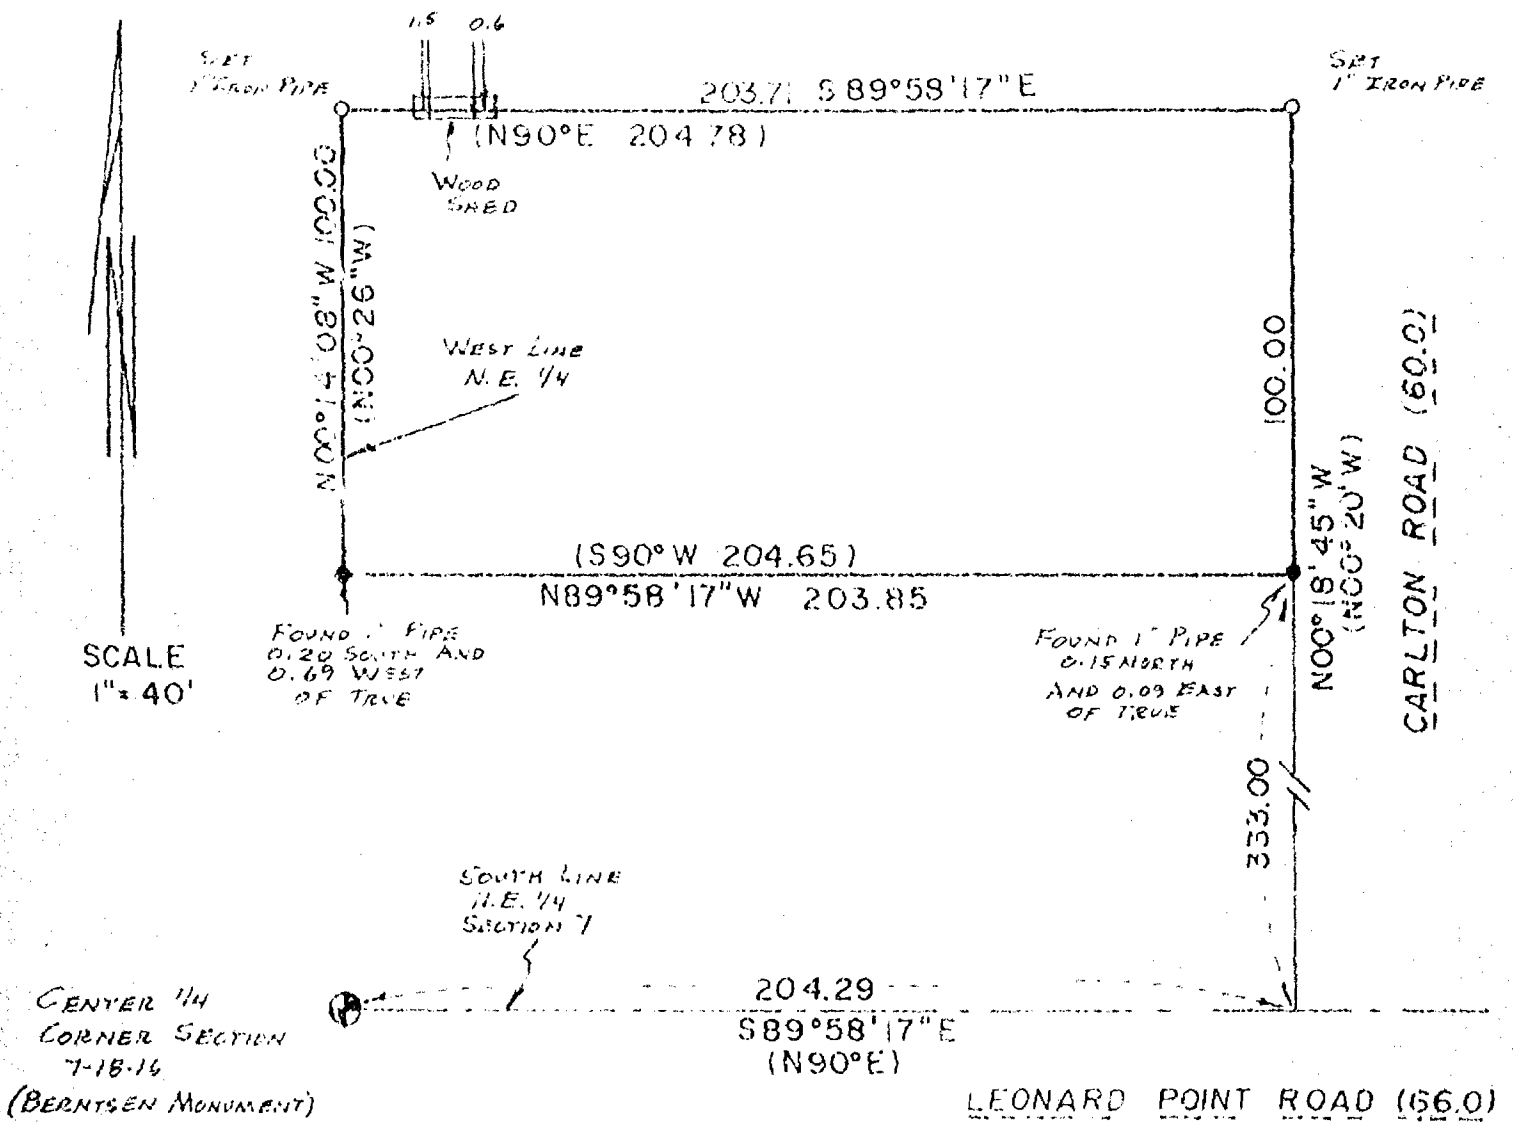 1.5 0.6
SET
1" IRON PIPE
SET
1" IRON PIPE
203.71 S89°58'17"E
(N90°E 204.78)
WOOD
SHED
N00°14'08"W 100.00
(N00°26"W)
WEST LINE
N.E. 1/4
100.00
CARLTON ROAD (60.0)
N00°18'45"W
(N00°20'W)
(S90°W 204.65)
N89°58'17"W 203.85
SCALE
1"= 40'
FOUND 1" PIPE
0.20 SOUTH AND
0.69 WEST
OF TRUE
FOUND 1" PIPE
0.15 NORTH
AND 0.09 EAST
OF TRUE
333.00
SOUTH LINE
N.E. 1/4
SECTION 7
CENTER 1/4
CORNER SECTION
7-18-16
(BERNTSEN MONUMENT)
204.29
S89°58'17"E
(N90°E)
LEONARD POINT ROAD (66.0)